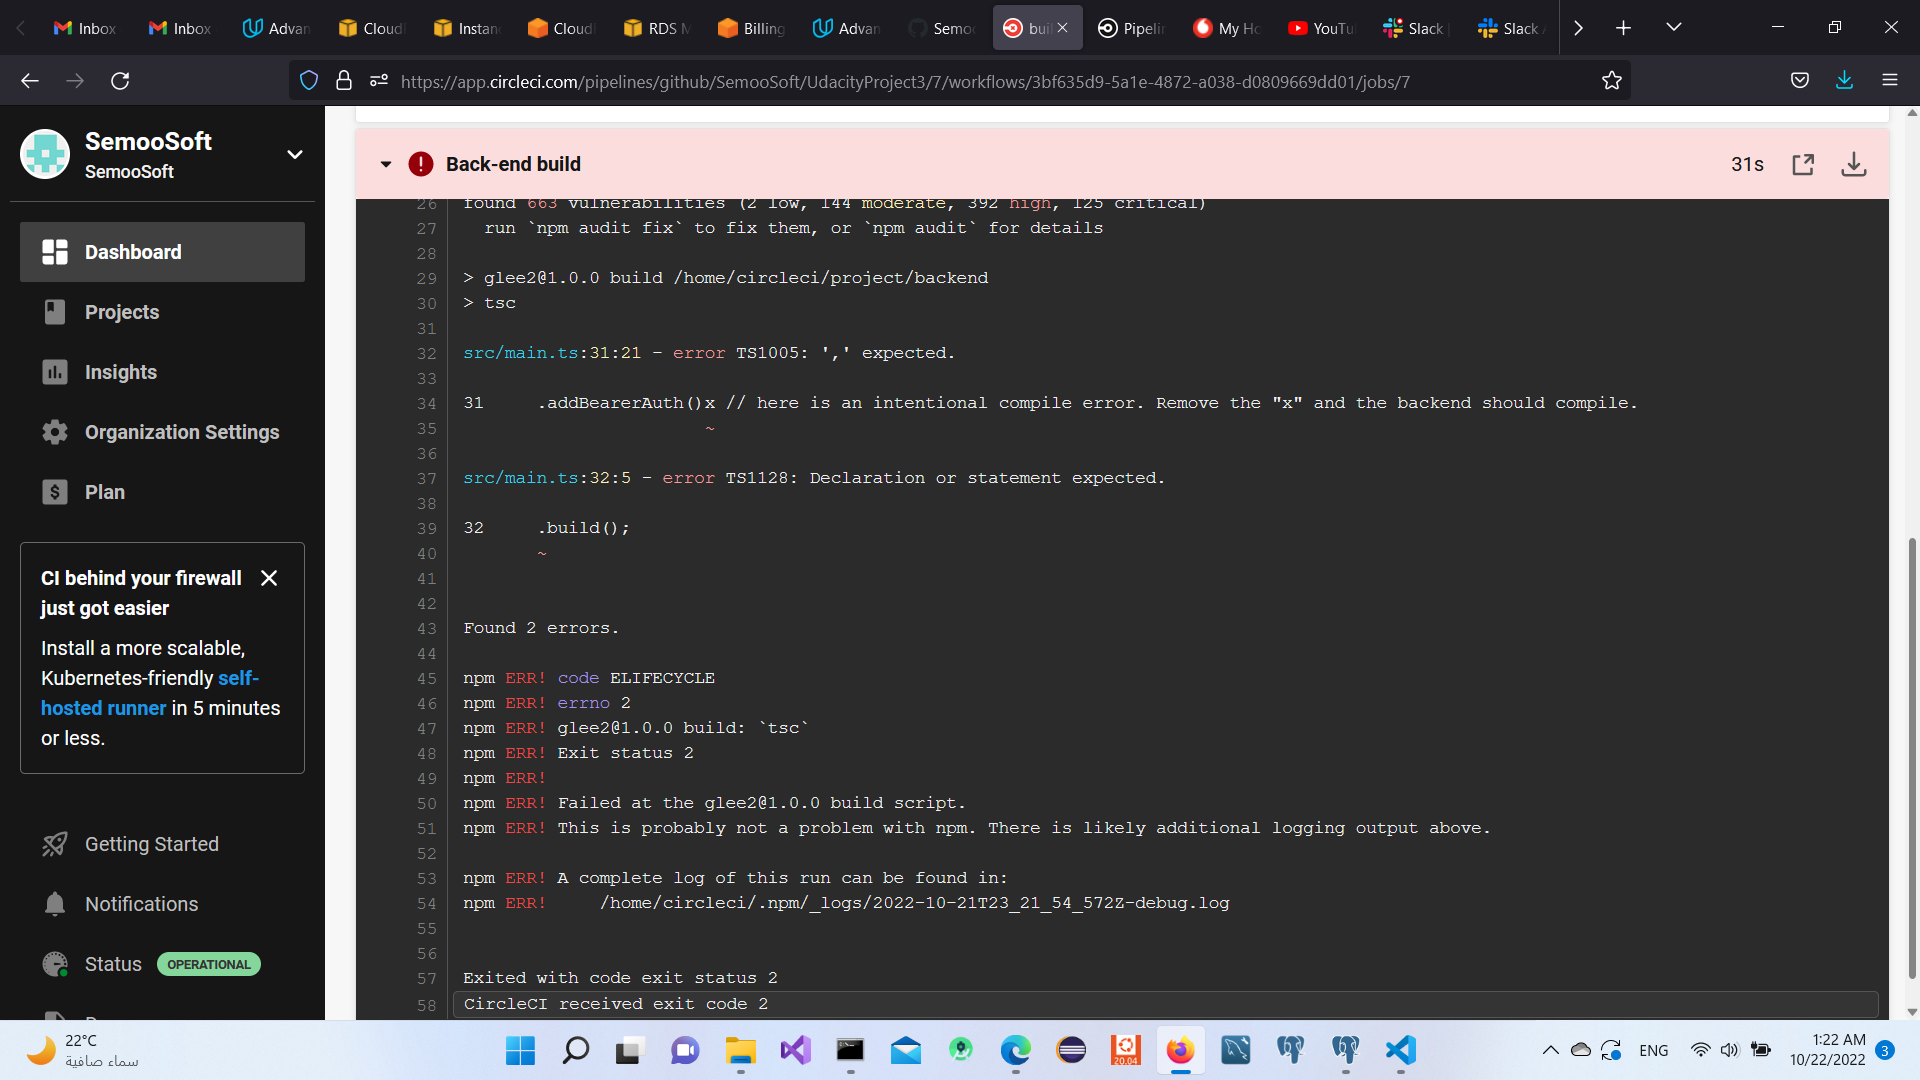 Inbox
Inbox
Advan
Cloud
Instan
Cloud
RDS M
Billing
Advan
Semoo
buil
Pipelin
My Ho
YouTu
Slack
Slack
https://app.circleci.com/pipelines/github/SemooSoft/UdacityProject3/7/workflows/3bf635d9-5a1e-4872-a038-d0809669dd01/jobs/7
SemooSoft
SemooSoft
Dashboard
Projects
Insights
Organization Settings
Plan
CI behind your firewall
just got easier
Install a more scalable,
Kubernetes-friendly self-
hosted runner in 5 minutes
or less.
Getting Started
Notifications
Status OPERATIONAL
Back-end build 31s
26 found 663 vulnerabilities (2 low, 144 moderate, 392 high, 125 critical)
27 run `npm audit fix` to fix them, or `npm audit` for details
28
29 > glee2@1.0.0 build /home/circleci/project/backend
30 > tsc
31
32 src/main.ts:31:21 - error TS1005: ',' expected.
33
34 31 .addBearerAuth()x // here is an intentional compile error. Remove the "x" and the backend should compile.
35 ~
36
37 src/main.ts:32:5 - error TS1128: Declaration or statement expected.
38
39 32 .build();
40 ~
41
42
43 Found 2 errors.
44
45 npm ERR! code ELIFECYCLE
46 npm ERR! errno 2
47 npm ERR! glee2@1.0.0 build: `tsc`
48 npm ERR! Exit status 2
49 npm ERR!
50 npm ERR! Failed at the glee2@1.0.0 build script.
51 npm ERR! This is probably not a problem with npm. There is likely additional logging output above.
52
53 npm ERR! A complete log of this run can be found in:
54 npm ERR! /home/circleci/.npm/_logs/2022-10-21T23_21_54_572Z-debug.log
55
56
57 Exited with code exit status 2
58 CircleCI received exit code 2
22°C
سماء صافية
20.04
ENG
1:22 AM
10/22/2022
3